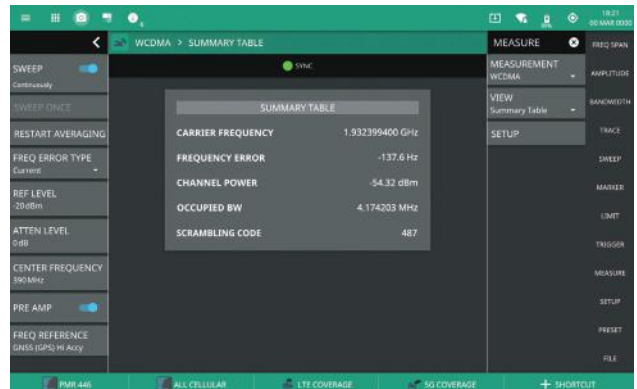 18:21
00 MAR 0000
WCDMA > SUMMARY TABLE
MEASURE
FREQ SPAN
SWEEP
Continuously
SYNC
MEASUREMENT
WCDMA
AMPLITUDE
SWEEP ONCE
SUMMARY TABLE
VIEW
Summary Table
BANDWIDTH
RESTART AVERAGING
CARRIER FREQUENCY 1.932399400 GHz
SETUP
TRACE
FREQ ERROR TYPE
Current
FREQUENCY ERROR -137.6 Hz
SWEEP
REF LEVEL
-20 dBm
CHANNEL POWER -54.32 dBm
MARKER
OCCUPIED BW 4.174203 MHz
LIMIT
ATTEN LEVEL
0 dB
SCRAMBLING CODE 487
TRIGGER
CENTER FREQUENCY
390 MHz
MEASURE
PRE AMP
SETUP
FREQ REFERENCE
GNSS (GPS) Hi Accy
PRESET
FILE
PMR 446
ALL CELLULAR
LTE COVERAGE
5G COVERAGE
+ SHORTCUT